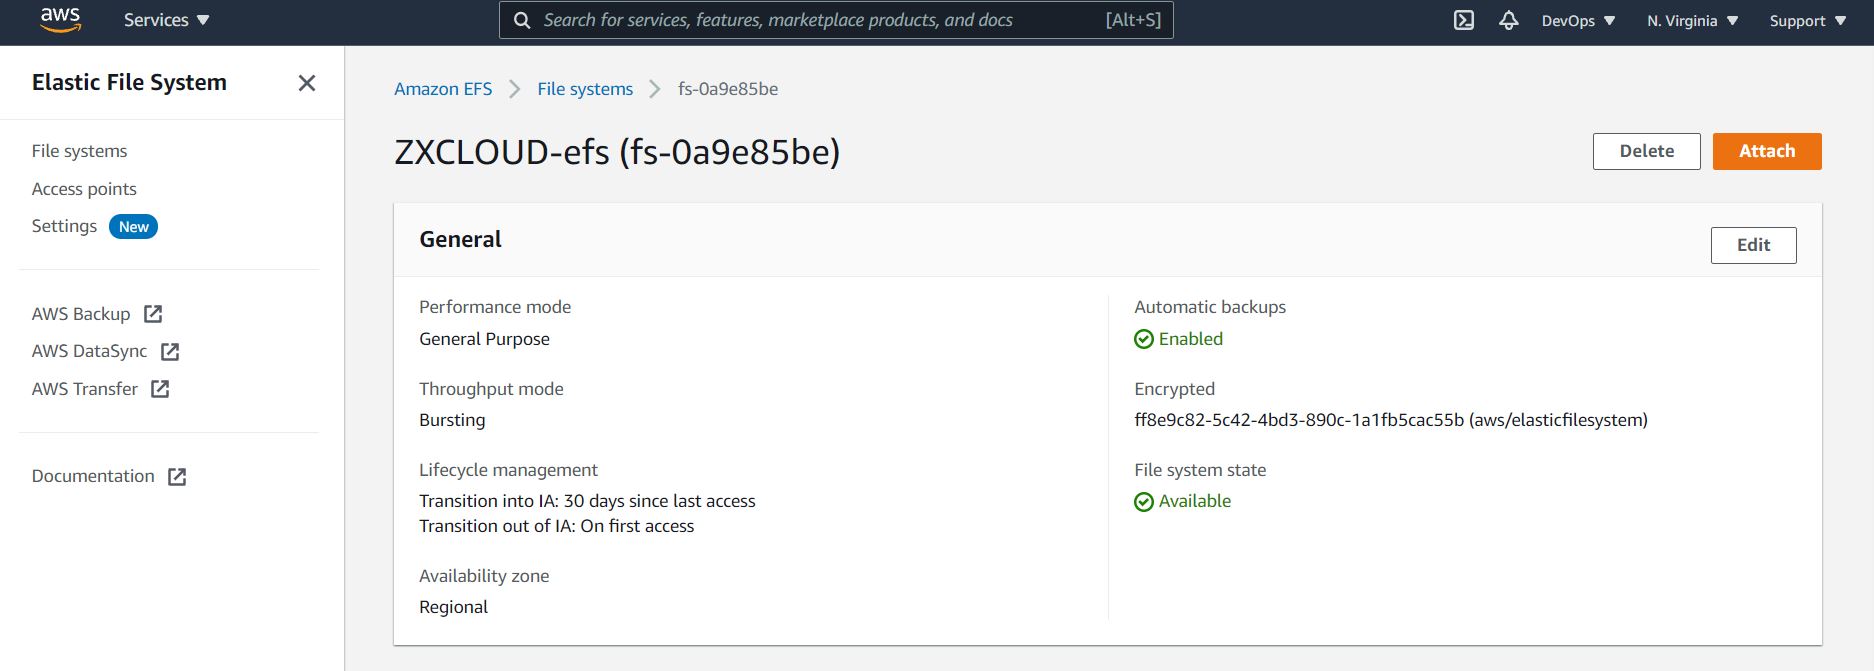 aws
Services
Search for services, features, marketplace products, and docs [Alt+S]
DevOps
N. Virginia
Support
Elastic File System
File systems
Access points
Settings New
AWS Backup
AWS DataSync
AWS Transfer
Documentation
Amazon EFS File systems fs-0a9e85be
ZXCLOUD-efs (fs-0a9e85be)
Delete
Attach
General
Edit
Performance mode
General Purpose
Throughput mode
Bursting
Lifecycle management
Transition into IA: 30 days since last access
Transition out of IA: On first access
Availability zone
Regional
Automatic backups
Enabled
Encrypted
ff8e9c82-5c42-4bd3-890c-1a1fb5cac55b (aws/elasticfilesystem)
File system state
Available